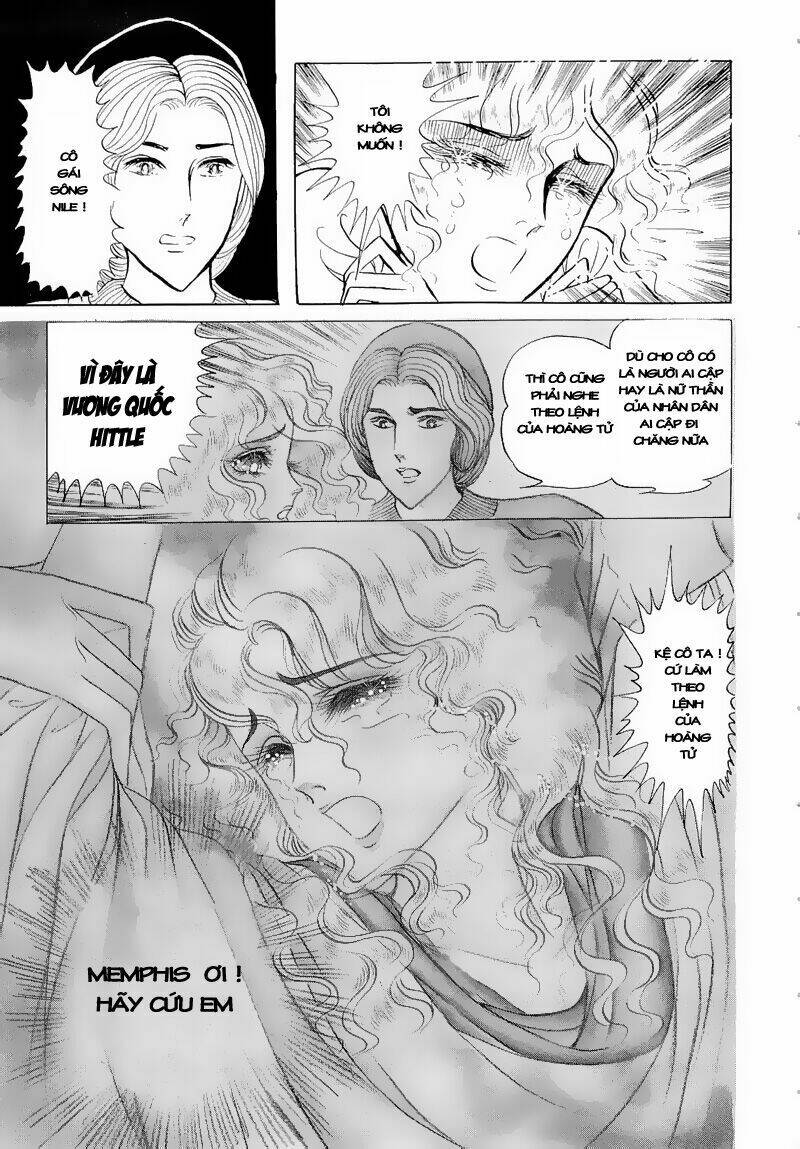 TÔI
KHÔNG
MUỐN !
CÔ
GÁI
SÔNG
NILE !
DÙ CHO CÔ CÓ
LÀ NGƯỜI AI CẬP
HAY LÀ NỮ THẦN
CỦA NHÂN DÂN
AI CẬP ĐI
CHĂNG NỮA
THÌ CÔ CŨNG
PHẢI NGHE
THEO LỆNH
CỦA HOÀNG TỬ
VÌ ĐÂY LÀ
VƯƠNG QUỐC
HITTLE
KỆ CÔ TA !
CỨ LÀM
THEO
LỆNH
CỦA
HOÀNG
TỬ
MEMPHIS ƠI !
HÃY CỨU EM